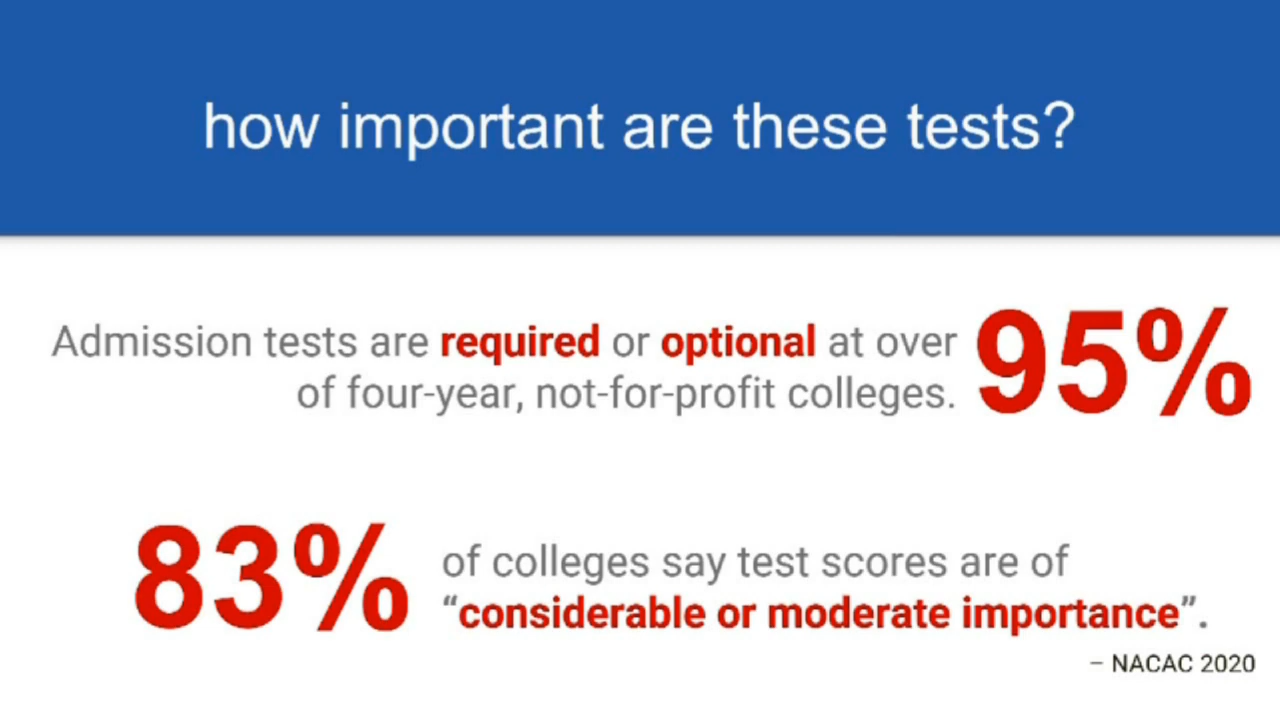 how important are these tests?
Admission tests are required or optional at over 95%
of four-year, not-for-profit colleges.
83% of colleges say test scores are of
“considerable or moderate importance”.
– NACAC 2020